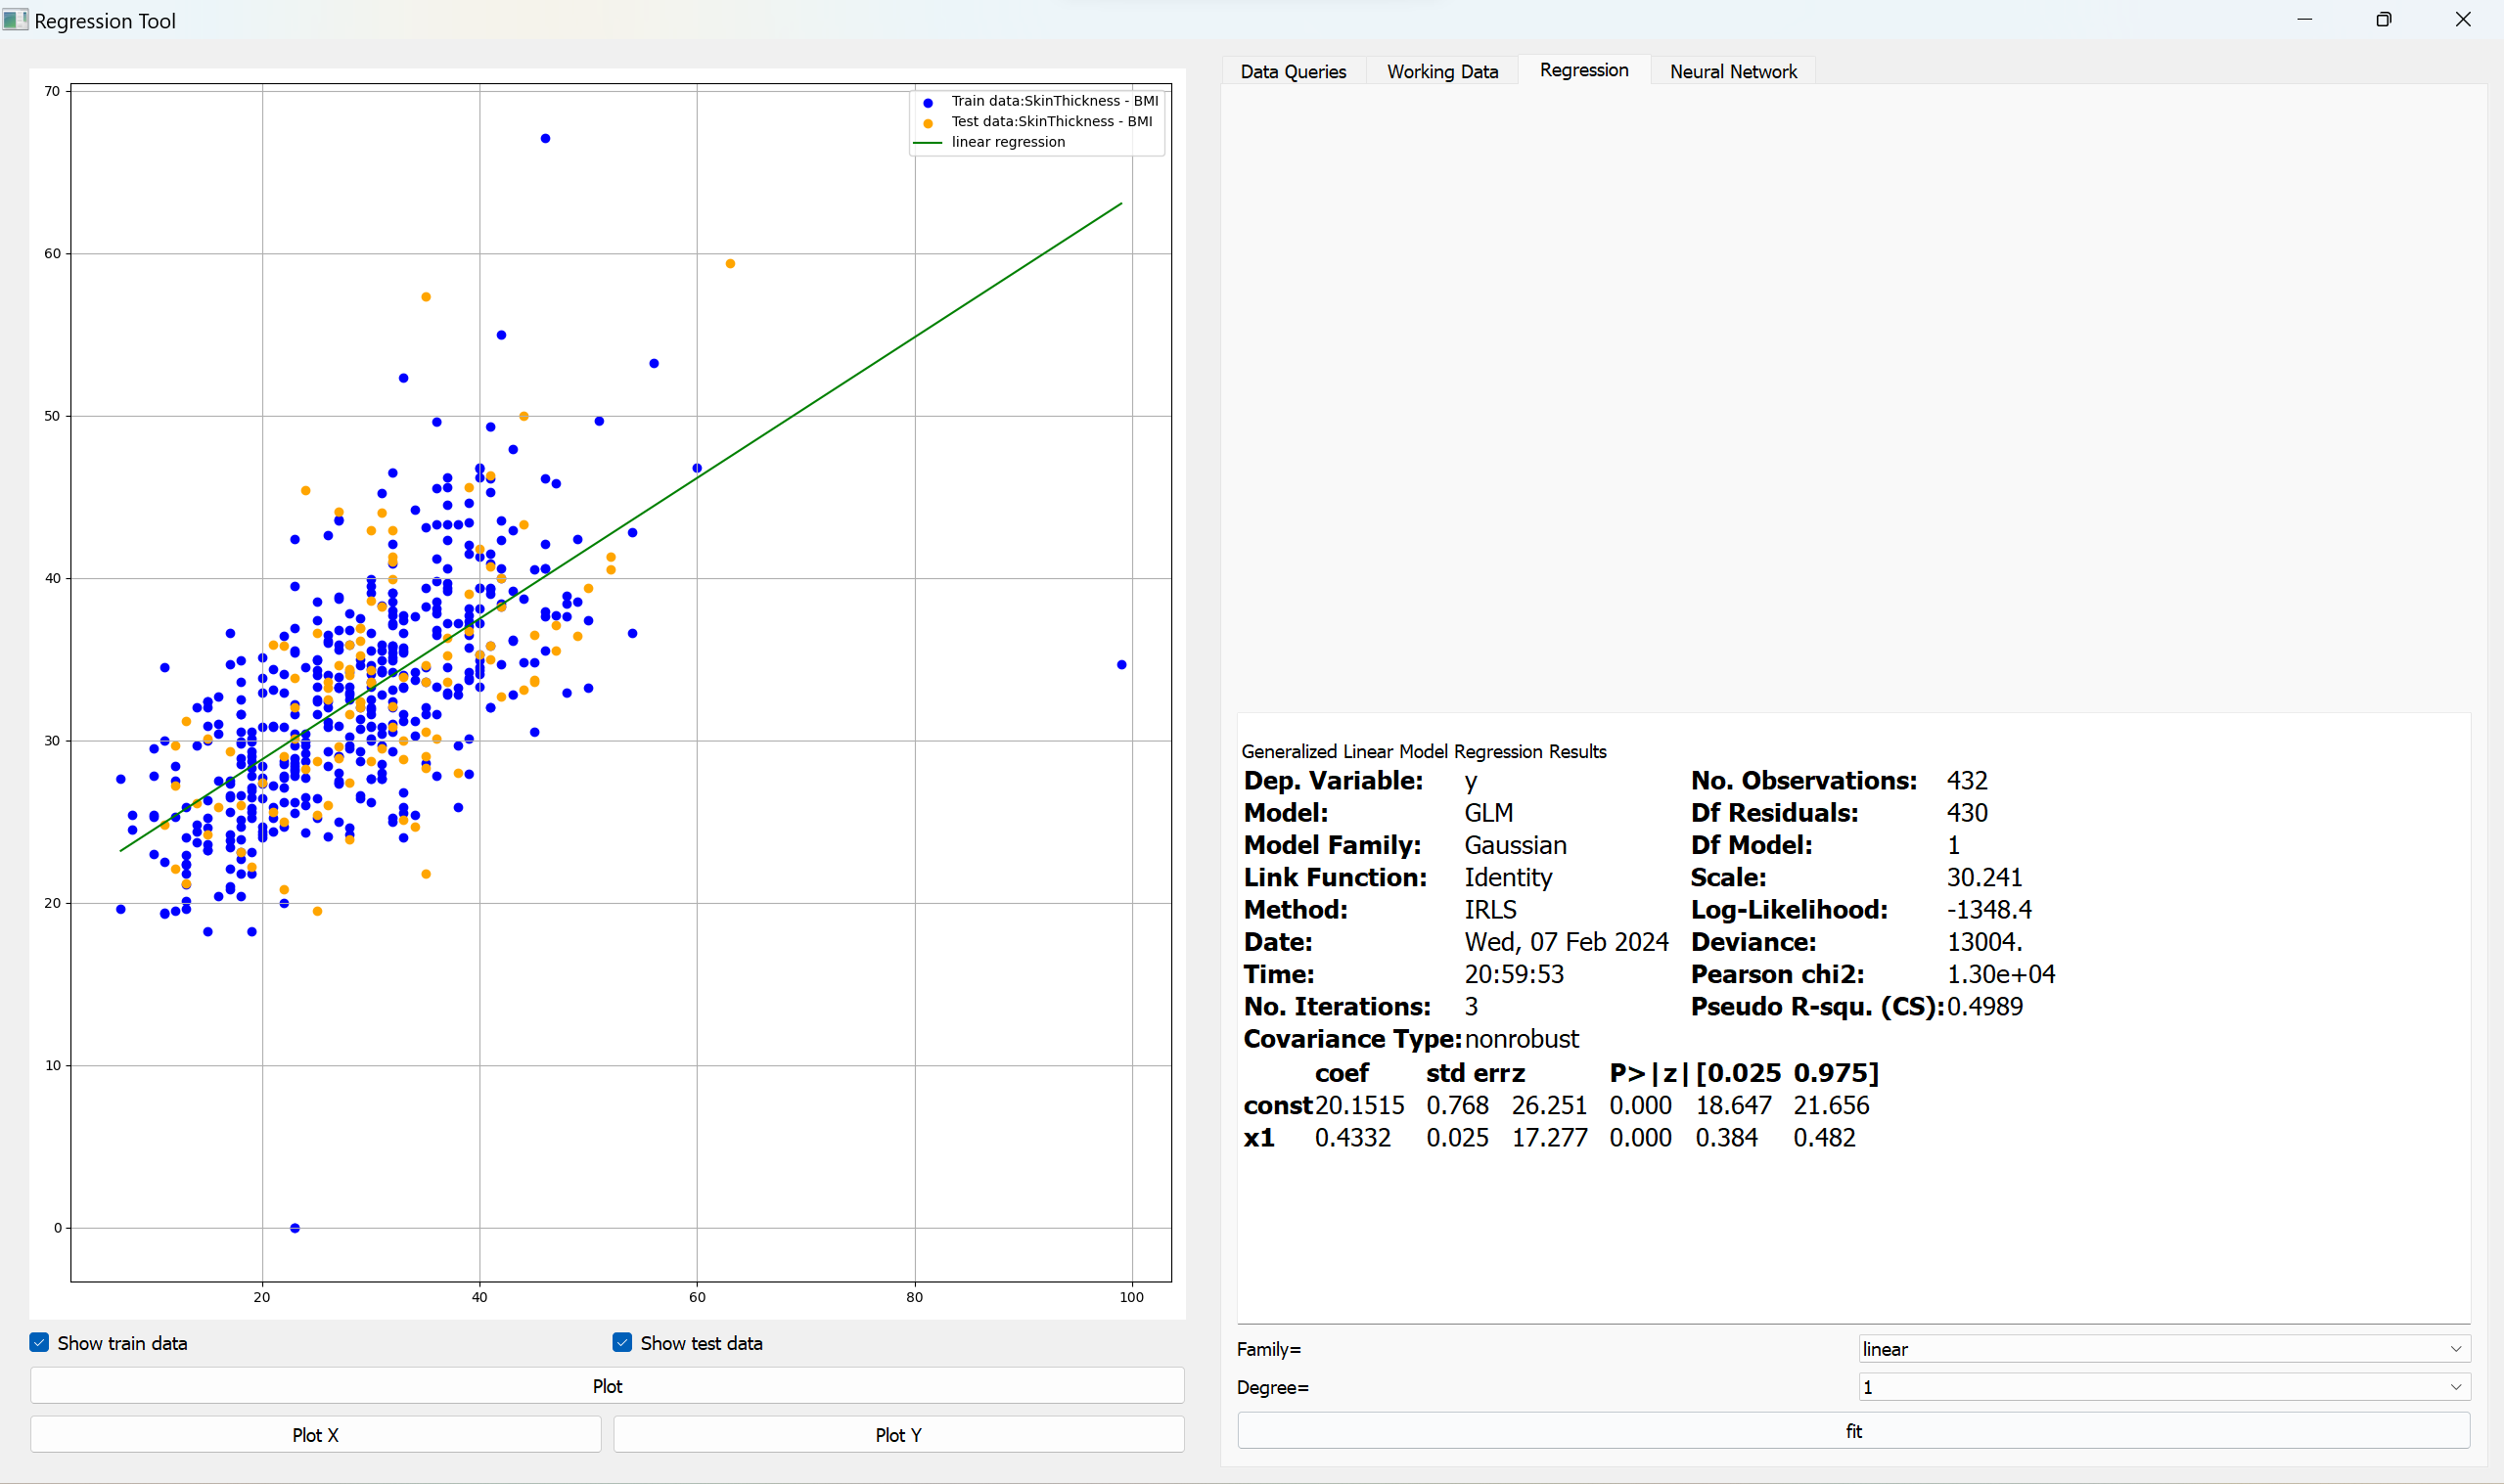 Regression Tool
Data Queries Working Data Regression Neural Network
Train data:SkinThickness - BMI
Test data:SkinThickness - BMI
linear regression
70
60
50
40
30
20
10
0
20 40 60 80 100
Show train data Show test data
Plot
Plot X Plot Y
Generalized Linear Model Regression Results
Dep. Variable: y No. Observations: 432
Model: GLM Df Residuals: 430
Model Family: Gaussian Df Model: 1
Link Function: Identity Scale: 30.241
Method: IRLS Log-Likelihood: -1348.4
Date: Wed, 07 Feb 2024 Deviance: 13004.
Time: 20:59:53 Pearson chi2: 1.30e+04
No. Iterations: 3 Pseudo R-squ. (CS): 0.4989
Covariance Type: nonrobust
coef std err z P>|z| [0.025 0.975]
const 20.1515 0.768 26.251 0.000 18.647 21.656
x1 0.4332 0.025 17.277 0.000 0.384 0.482
Family= linear
Degree= 1
fit